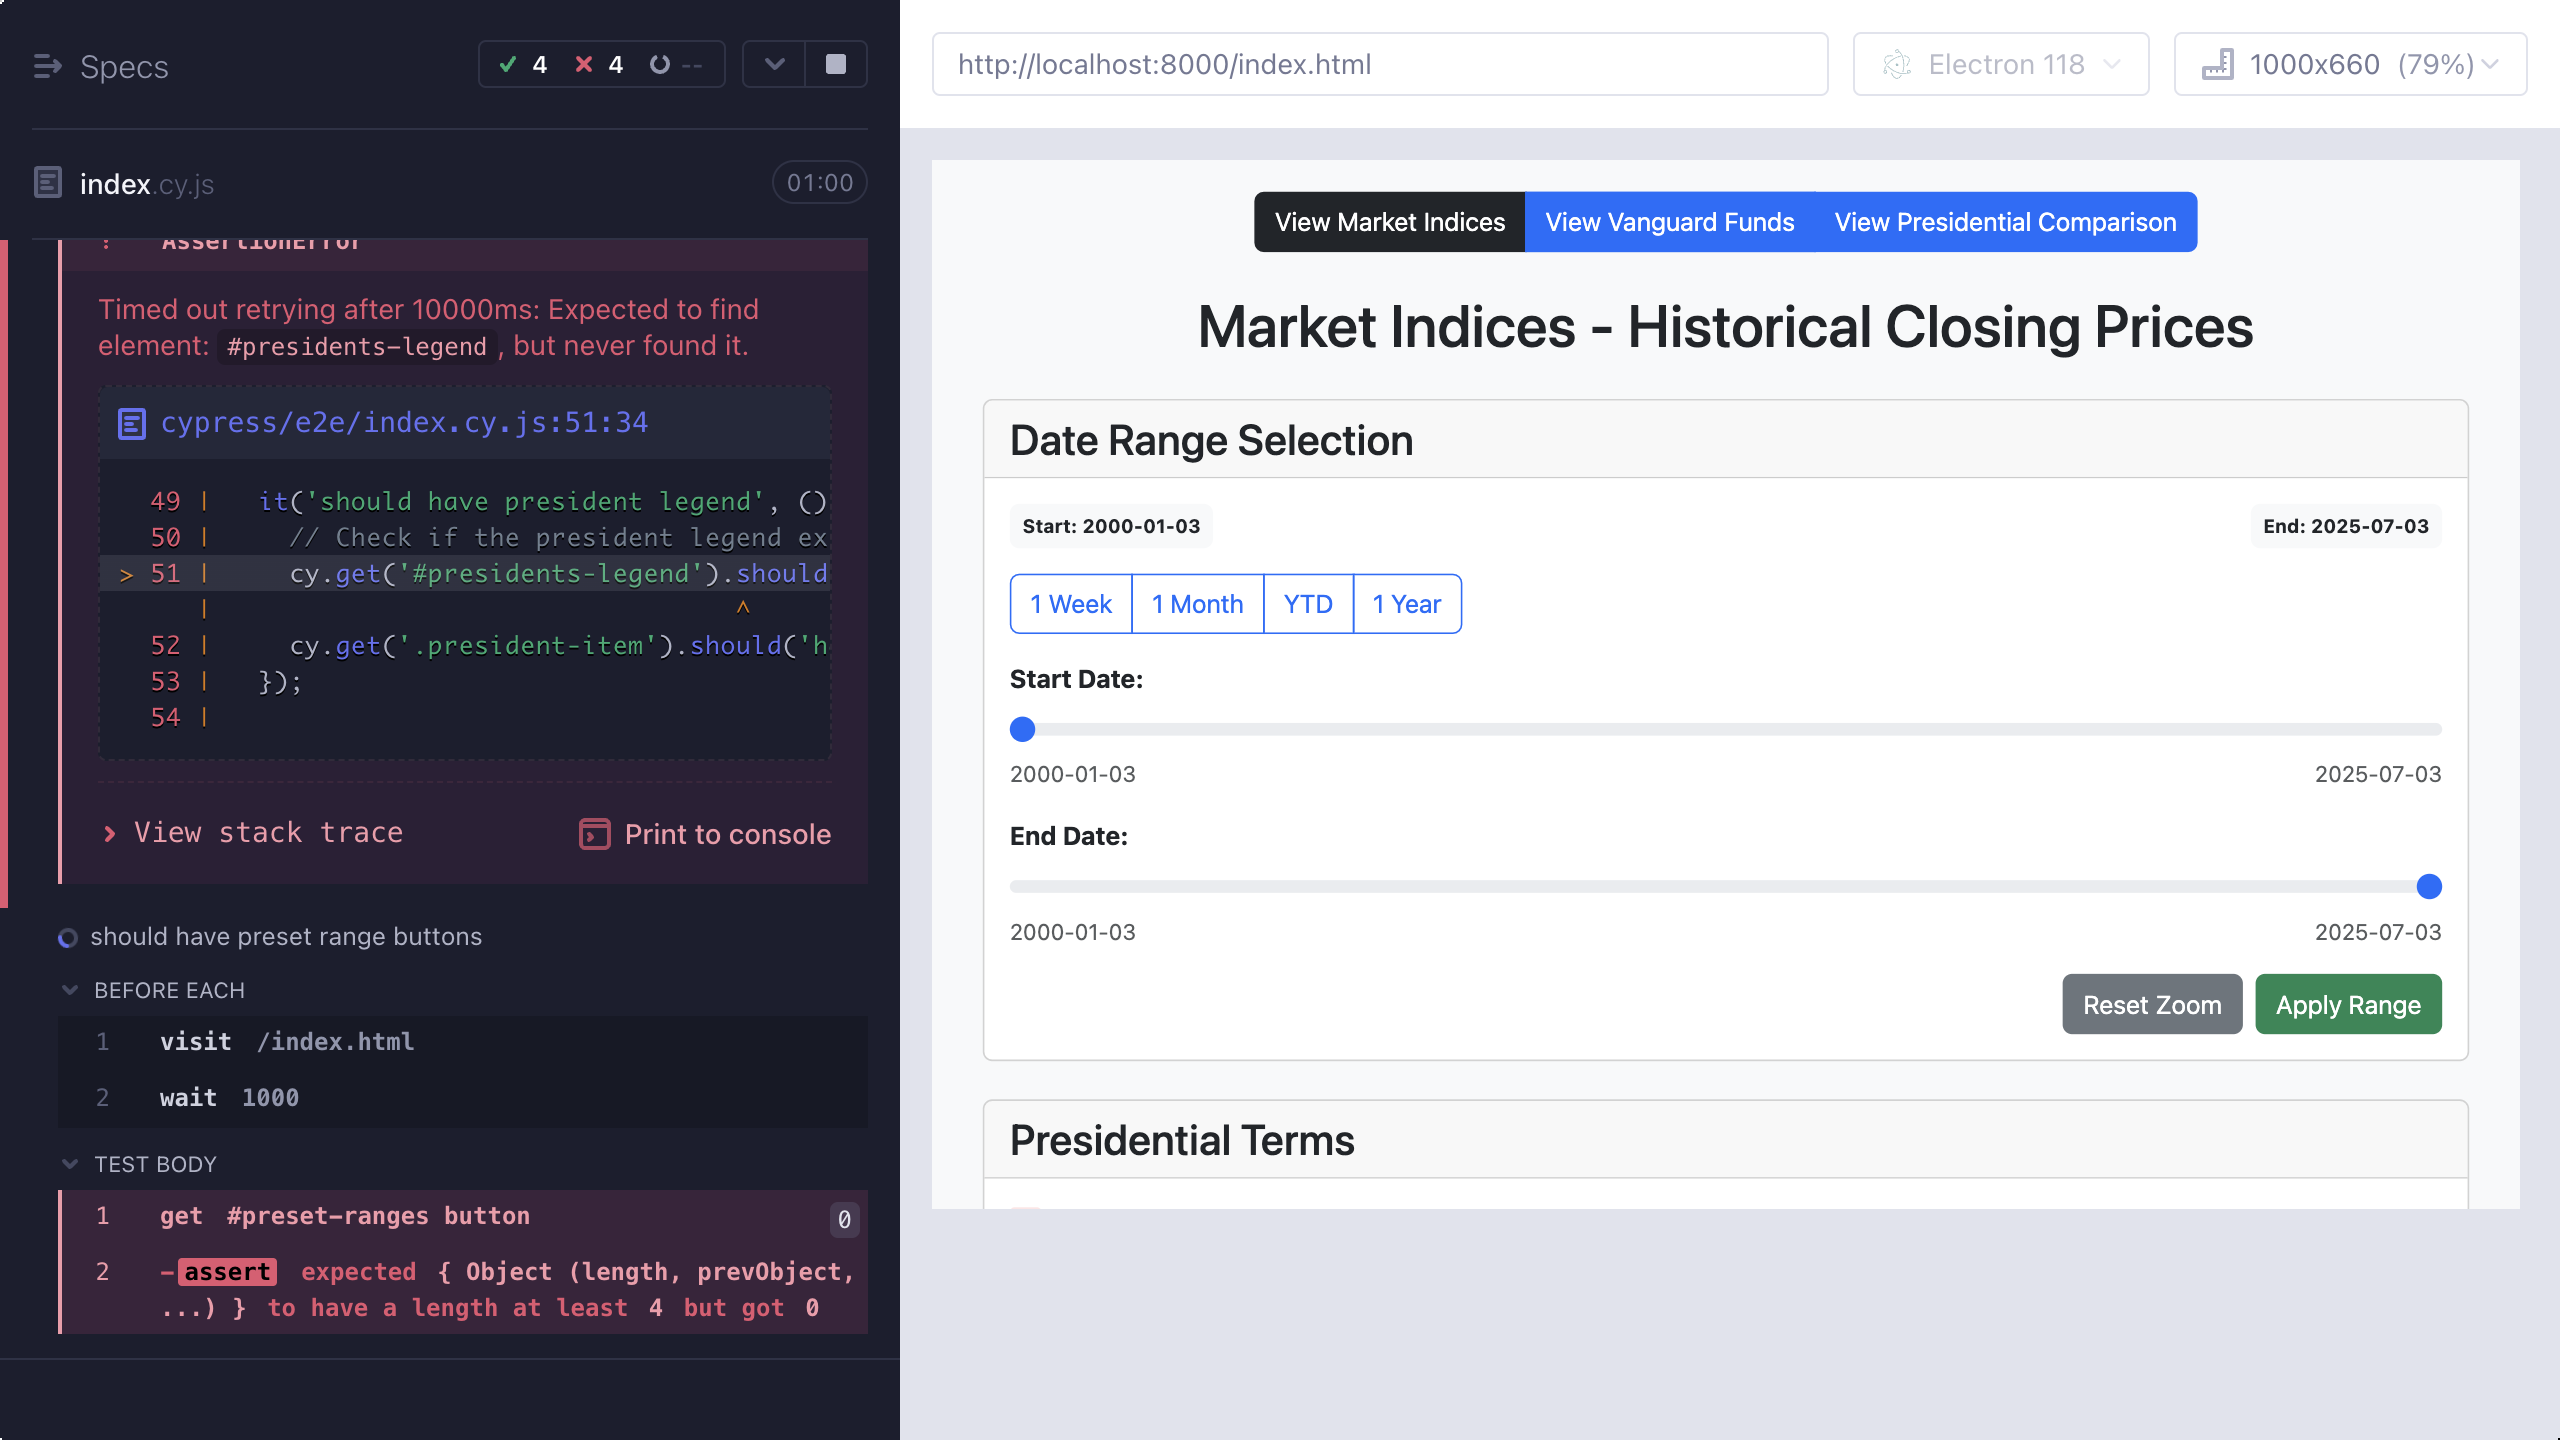 Specs
4 4 --
index.cy.js
01:00
! AssertionError
Timed out retrying after 10000ms: Expected to find
element: #presidents-legend , but never found it.
cypress/e2e/index.cy.js:51:34
49 | it('should have president legend', ()
50 | // Check if the president legend ex
> 51 | cy.get('#presidents-legend').should
| ^
52 | cy.get('.president-item').should('h
53 | });
54 |
View stack trace
Print to console
should have preset range buttons
BEFORE EACH
1 visit /index.html
2 wait 1000
TEST BODY
1 get #preset-ranges button 0
2 -assert expected { Object (length, prevObject,
...) } to have a length at least 4 but got 0
http://localhost:8000/index.html
Electron 118
1000x660 (79%)
View Market Indices
View Vanguard Funds
View Presidential Comparison
Market Indices - Historical Closing Prices
Date Range Selection
Start: 2000-01-03
End: 2025-07-03
1 Week
1 Month
YTD
1 Year
Start Date:
2000-01-03
2025-07-03
End Date:
2000-01-03
2025-07-03
Reset Zoom
Apply Range
Presidential Terms